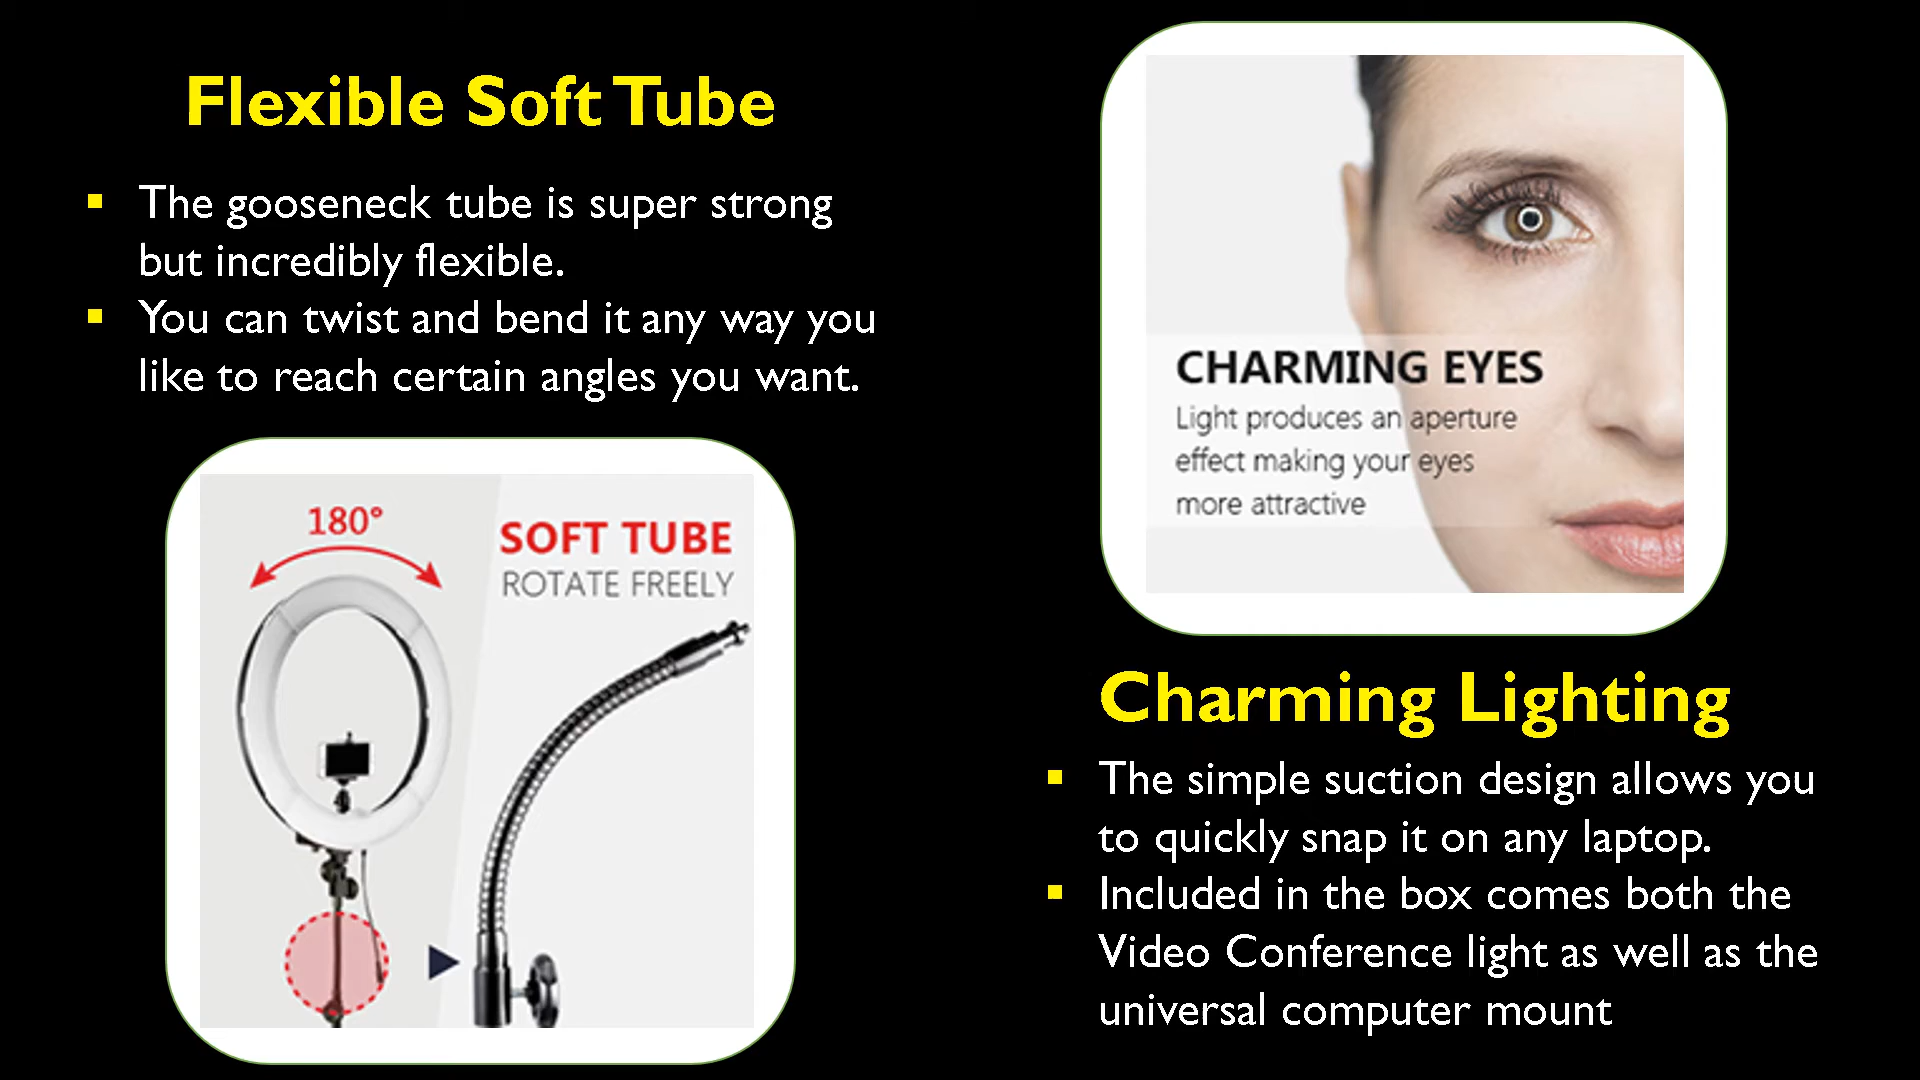 Flexible Soft Tube
▪ The gooseneck tube is super strong
but incredibly flexible.
▪ You can twist and bend it any way you
like to reach certain angles you want.
180°
SOFT TUBE
ROTATE FREELY
CHARMING EYES
Light produces an aperture
effect making your eyes
more attractive
Charming Lighting
▪ The simple suction design allows you
to quickly snap it on any laptop.
▪ Included in the box comes both the
Video Conference light as well as the
universal computer mount